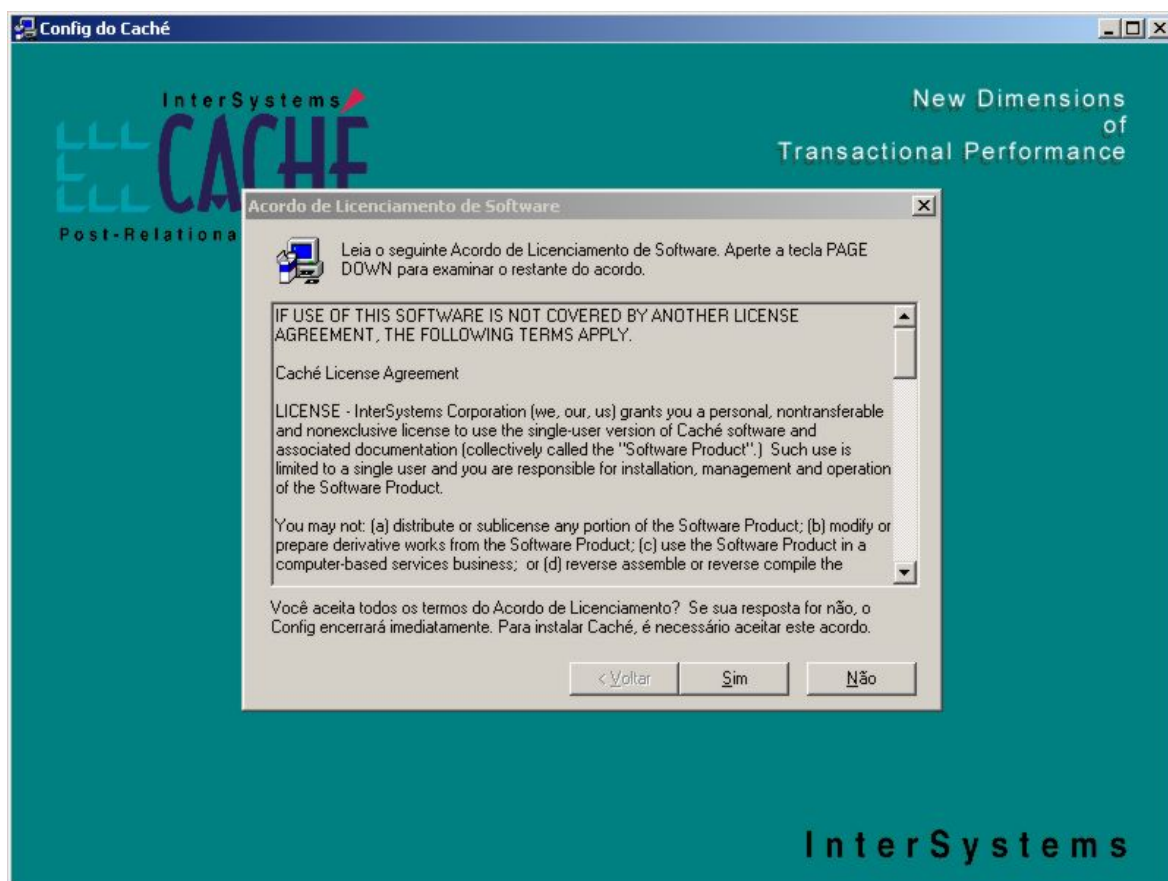 Config do Caché
InterSystems
CACHÉ
Post-Relationa
New Dimensions
of
Transactional Performance
Acordo de Licenciamento de Software
Leia o seguinte Acordo de Licenciamento de Software. Aperte a tecla PAGE
DOWN para examinar o restante do acordo.
IF USE OF THIS SOFTWARE IS NOT COVERED BY ANOTHER LICENSE
AGREEMENT, THE FOLLOWING TERMS APPLY.
Caché License Agreement
LICENSE - InterSystems Corporation (we, our, us) grants you a personal, nontransferable
and nonexclusive license to use the single-user version of Caché software and
associated documentation (collectively called the "Software Product".) Such use is
limited to a single user and you are responsible for installation, management and operation
of the Software Product.
You may not: (a) distribute or sublicense any portion of the Software Product; (b) modify or
prepare derivative works from the Software Product; (c) use the Software Product in a
computer-based services business; or (d) reverse assemble or reverse compile the
Você aceita todos os termos do Acordo de Licenciamento? Se sua resposta for não, o
Config encerrará imediatamente. Para instalar Caché, é necessário aceitar este acordo.
< Voltar
Sim
Não
InterSystems